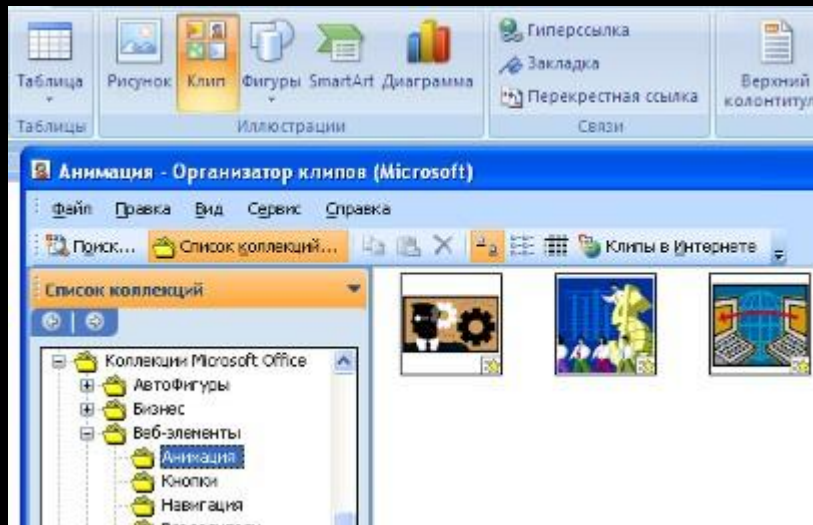 Таблица
Рисунок Клип Фигуры SmartArt Диаграмма
Гиперссылка
Закладка
Перекрестная ссылка
Верхний
колонтитул
Таблицы
Иллюстрации
Связи
Анимация - Организатор клипов (Microsoft)
Файл Правка Вид Сервис Справка
Поиск... Список коллекций... Клипы в Интернете
Список коллекций
Коллекции Microsoft Office
АвтоФигуры
Бизнес
Веб-элементы
Анимация
Кнопки
Навигация